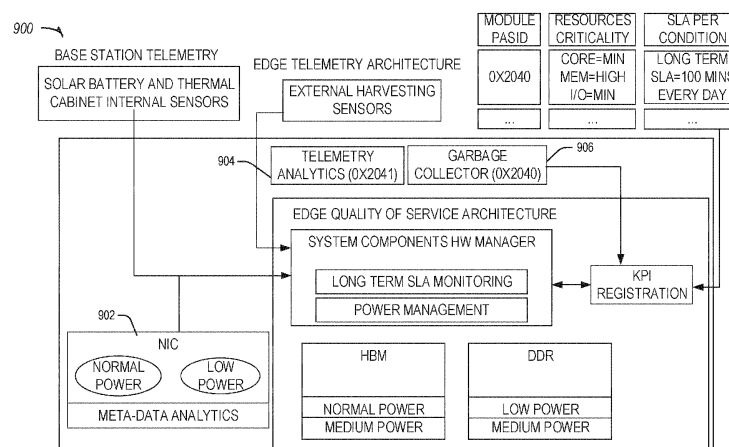 900
BASE STATION TELEMETRY
SOLAR BATTERY AND THERMAL
CABINET INTERNAL SENSORS
EDGE TELEMETRY ARCHITECTURE
EXTERNAL HARVESTING
SENSORS
MODULE
PASID
RESOURCES
CRITICALITY
SLA PER
CONDITION
0X2040
CORE=MIN
MEM=HIGH
I/O=MIN
LONG TERM
SLA=100 MINS
EVERY DAY
...
...
...
904
TELEMETRY
ANALYTICS (0X2041)
GARBAGE
COLLECTOR (0X2040)
906
EDGE QUALITY OF SERVICE ARCHITECTURE
SYSTEM COMPONENTS HW MANAGER
LONG TERM SLA MONITORING
POWER MANAGEMENT
KPI
REGISTRATION
902
NIC
NORMAL
POWER
LOW
POWER
META-DATA ANALYTICS
HBM
NORMAL POWER
MEDIUM POWER
DDR
LOW POWER
MEDIUM POWER